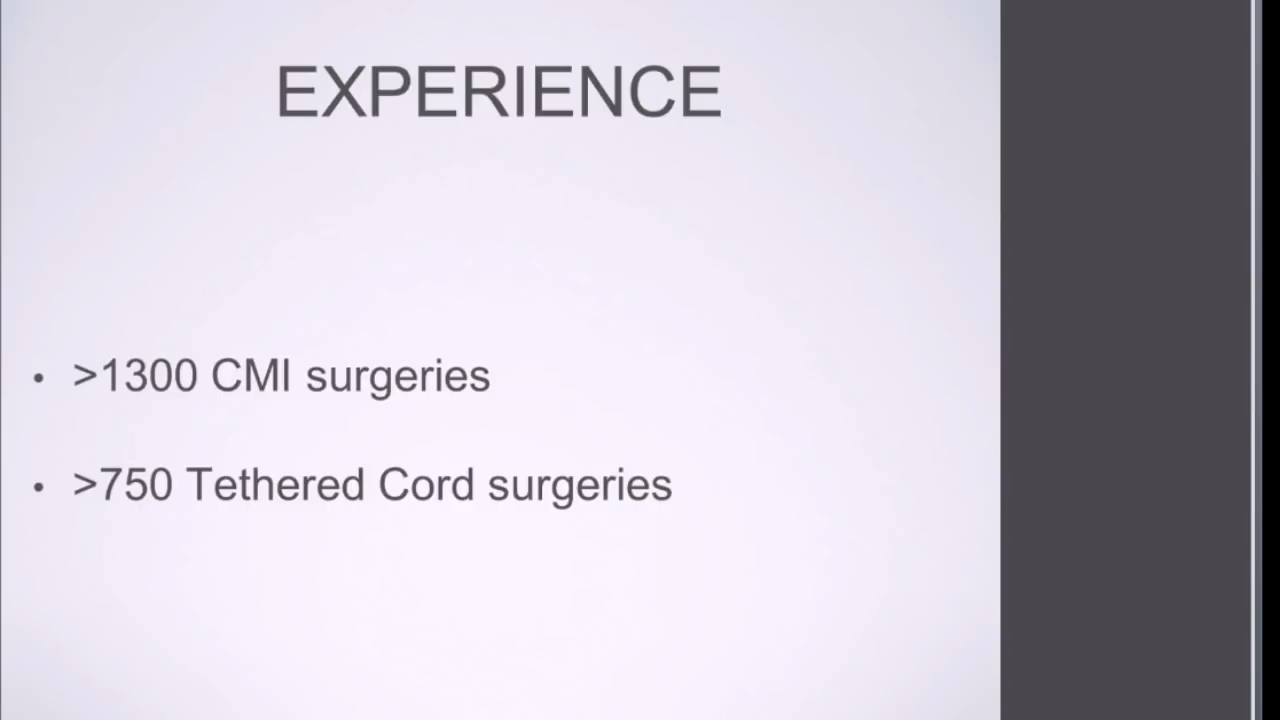 EXPERIENCE
• >1300 CMI surgeries
• >750 Tethered Cord surgeries